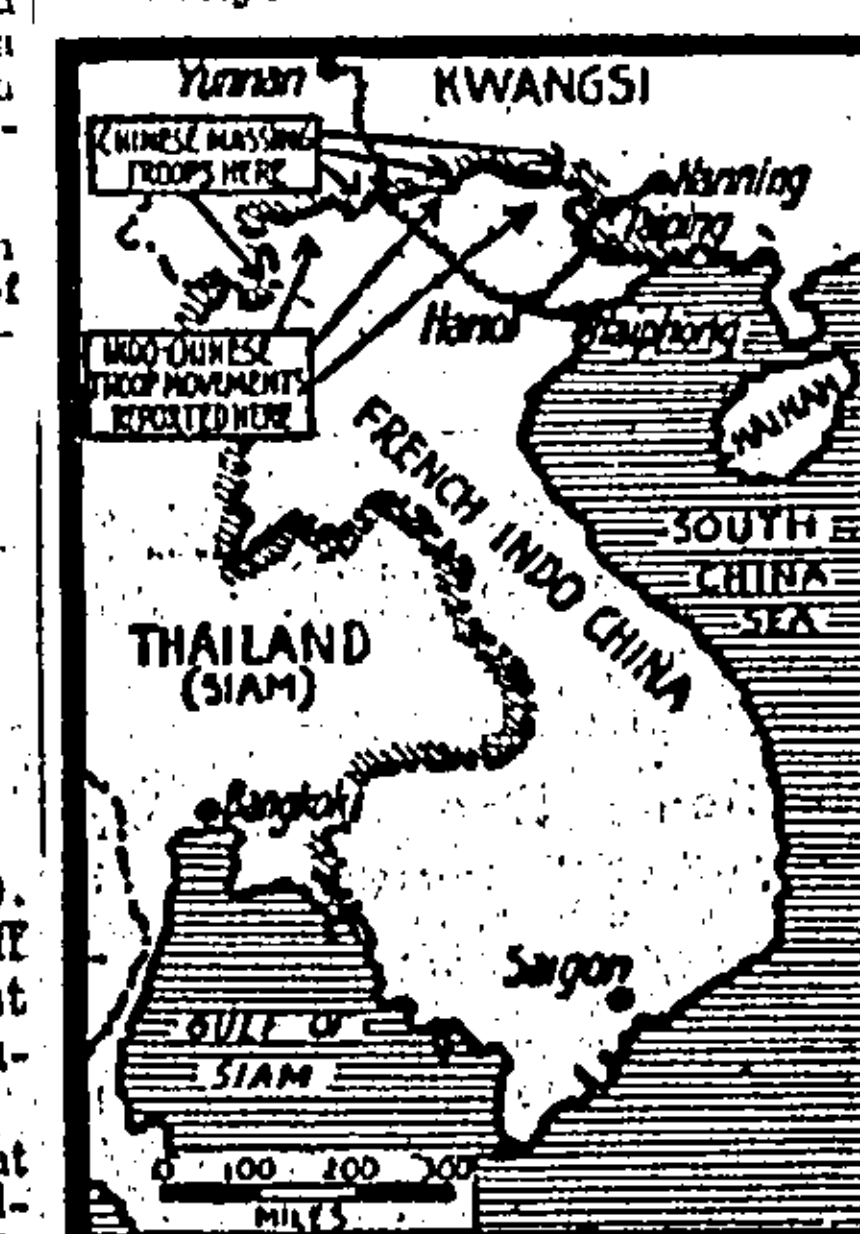 Yunnan
KWANGSI
CHINESE MASSING
TROOPS HERE
Nanning
Hanoi
INDO-CHINESE
TROOP MOVEMENTS
REPORTED HERE
HAINAN
FRENCH INDO CHINA
SOUTH
CHINA
SEA
THAILAND
(SIAM)
Bangkok
Saigon
GULF OF
SIAM
0 100 200 300
MILES